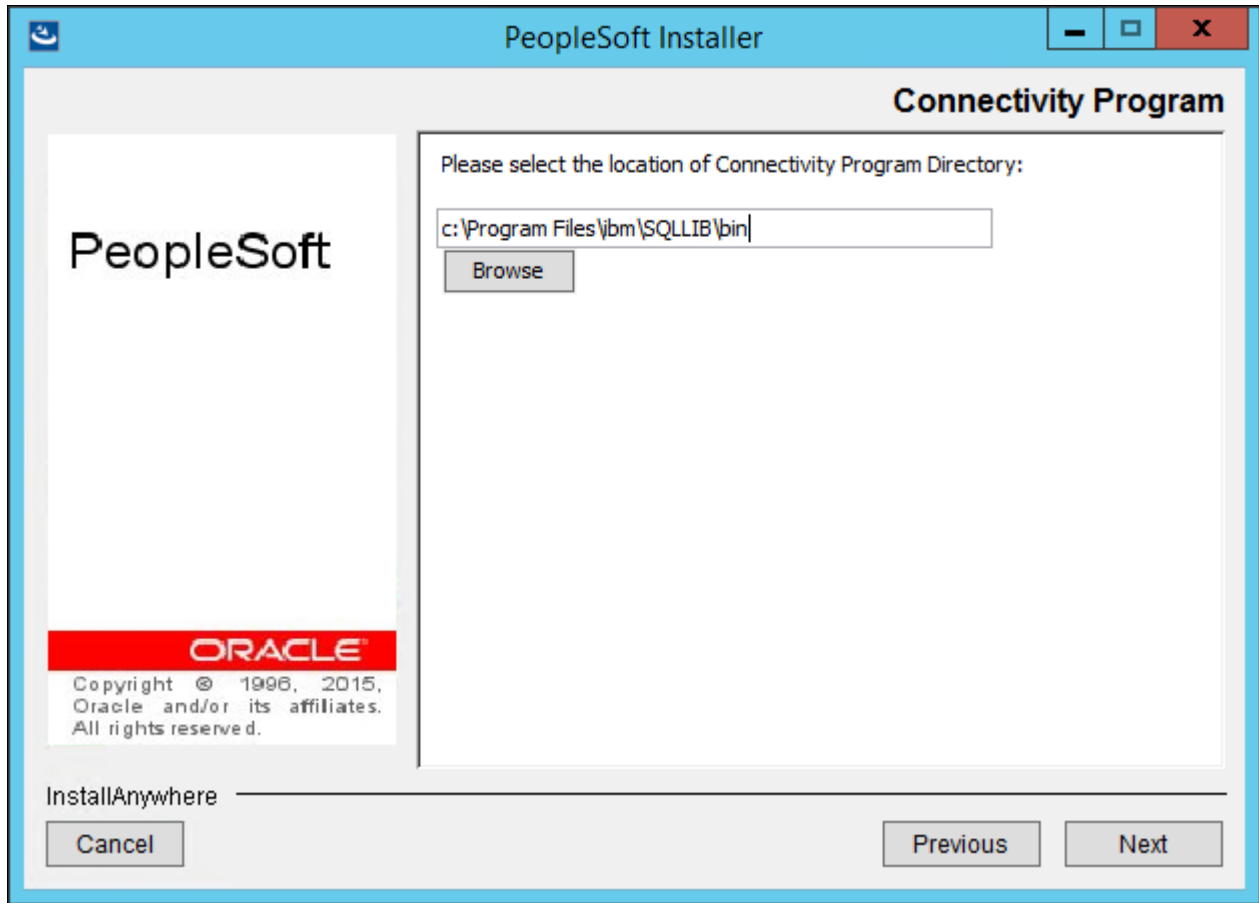 PeopleSoft Installer
Connectivity Program
Please select the location of Connectivity Program Directory:
c:\Program Files\ibm\SQLLIB\bin
Browse
PeopleSoft
ORACLE
Copyright © 1996, 2015,
Oracle and/or its affiliates.
All rights reserved.
InstallAnywhere
Cancel
Previous
Next